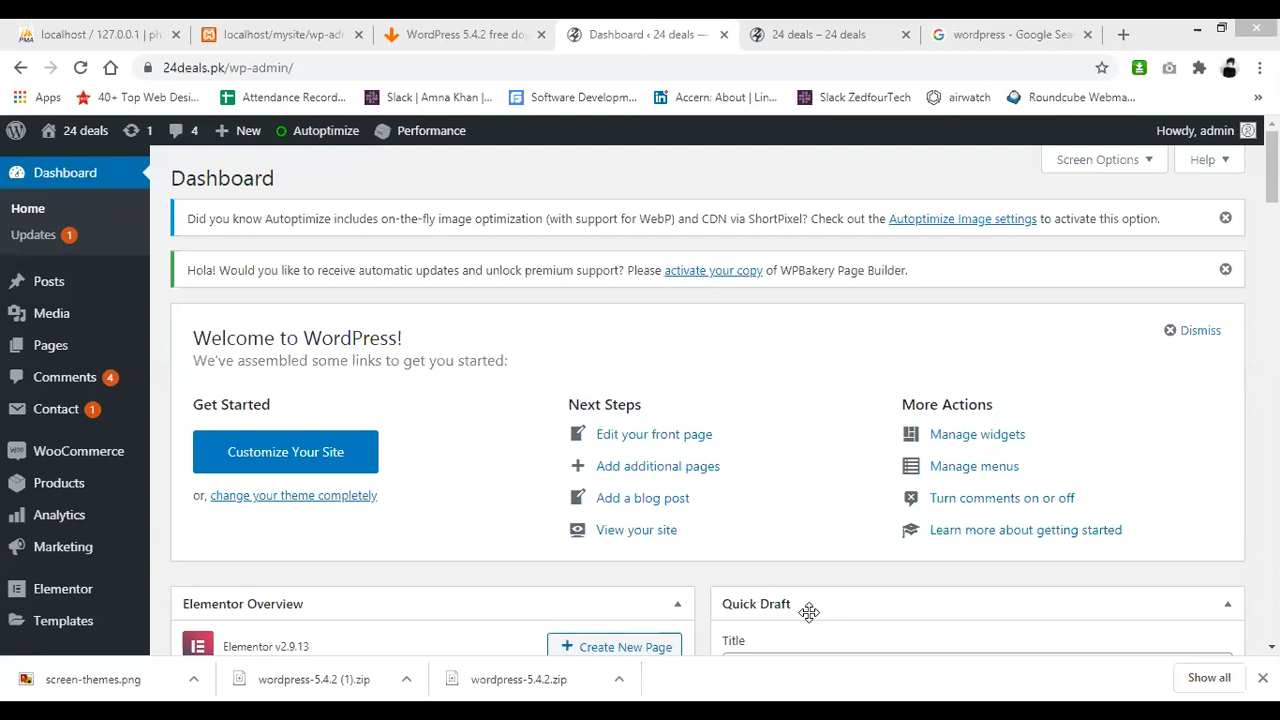 localhost / 127.0.0.1 | ph
localhost/mysite/wp-adr
WordPress 5.4.2 free d
Dashboard ‹ 24 deals —
24 deals – 24 deals
wordpress - Google Sea
24deals.pk/wp-admin/
Apps
40+ Top Web Desi...
Attendance Record...
Slack | Amna Khan |...
Software Developm...
Accern: About | Lin...
Slack ZedfourTech
airwatch
Roundcube Webma...
»
24 deals
1
4
New
Autoptimize
Performance
Howdy, admin
Dashboard
Home
Updates 1
Posts
Media
Pages
Comments 4
Contact 1
WooCommerce
Products
Analytics
Marketing
Elementor
Templates
Screen Options
Help
Dashboard
Did you know Autoptimize includes on-the-fly image optimization (with support for WebP) and CDN via ShortPixel? Check out the Autoptimize Image settings to activate this option.
Hola! Would you like to receive automatic updates and unlock premium support? Please activate your copy of WPBakery Page Builder.
Welcome to WordPress!
Dismiss
We've assembled some links to get you started:
Get Started
Customize Your Site
or, change your theme completely
Next Steps
Edit your front page
Add additional pages
Add a blog post
View your site
More Actions
Manage widgets
Manage menus
Turn comments on or off
Learn more about getting started
Elementor Overview
Elementor v2.9.13
+ Create New Page
Quick Draft
Title
screen-themes.png
wordpress-5.4.2 (1).zip
wordpress-5.4.2.zip
Show all